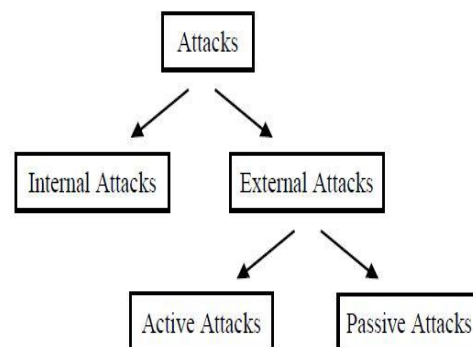 Attacks
Internal Attacks
External Attacks
Active Attacks
Passive Attacks